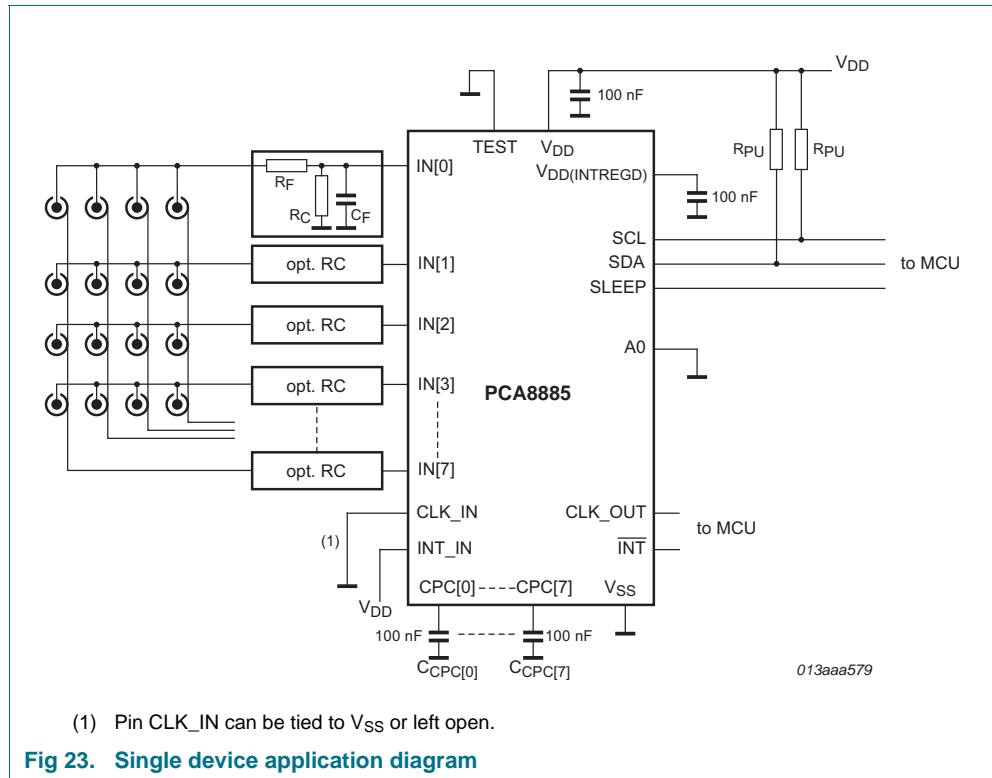 VDD
100 nF
TEST
VDD
RPU
RPU
IN[0]
VDD(INTREGD)
RF
100 nF
RC
CF
SCL
opt. RC
IN[1]
SDA
to MCU
SLEEP
opt. RC
IN[2]
A0
opt. RC
IN[3]
PCA8885
opt. RC
IN[7]
CLK_IN
CLK_OUT
(1)
to MCU
INT_IN
INT
CPC[0]
CPC[7]
VSS
VDD
100 nF
100 nF
CCPC[0]
CCPC[7]
013aaa579
(1) Pin CLK_IN can be tied to VSS or left open.
Fig 23. Single device application diagram